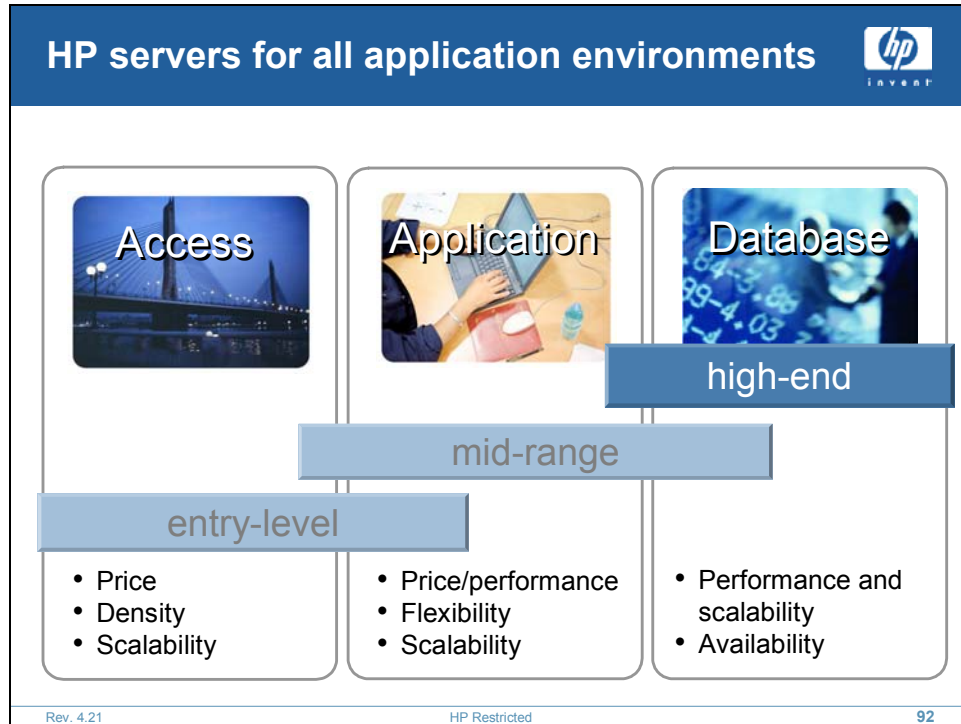 HP servers for all application environments
hp
invent
Access
Application
Database
high-end
mid-range
entry-level
• Price
• Density
• Scalability
• Price/performance
• Flexibility
• Scalability
• Performance and
scalability
• Availability
Rev. 4.21
HP Restricted
92